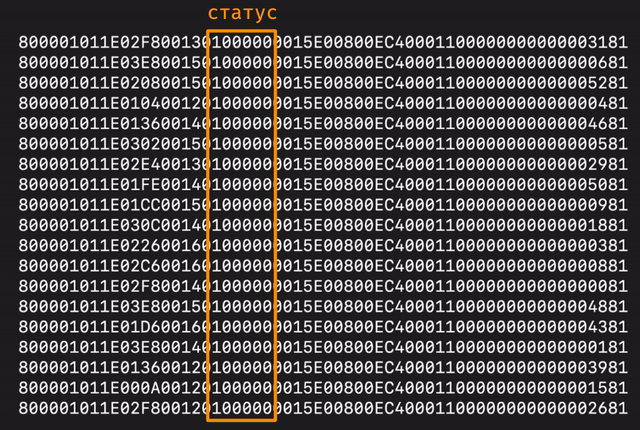 статус
800001011E02F8001301000000015E00800EC40001100000000000003181
800001011E03E8001501000000015E00800EC40001100000000000000681
800001011E0208001501000000015E00800EC40001100000000000005281
800001011E0104001201000000015E00800EC40001100000000000000481
800001011E0136001401000000015E00800EC40001100000000000004681
800001011E0302001501000000015E00800EC40001100000000000000581
800001011E02E4001301000000015E00800EC40001100000000000002981
800001011E01FE001401000000015E00800EC40001100000000000005081
800001011E01CC001501000000015E00800EC40001100000000000000981
800001011E030C001401000000015E00800EC40001100000000000001881
800001011E0226001601000000015E00800EC40001100000000000000381
800001011E02C6001601000000015E00800EC40001100000000000000881
800001011E02F8001401000000015E00800EC40001100000000000000081
800001011E03E8001501000000015E00800EC40001100000000000004881
800001011E01D6001601000000015E00800EC40001100000000000004381
800001011E03E8001401000000015E00800EC40001100000000000000181
800001011E0136001201000000015E00800EC40001100000000000003981
800001011E000A001201000000015E00800EC40001100000000000001581
800001011E02F8001201000000015E00800EC40001100000000000002681